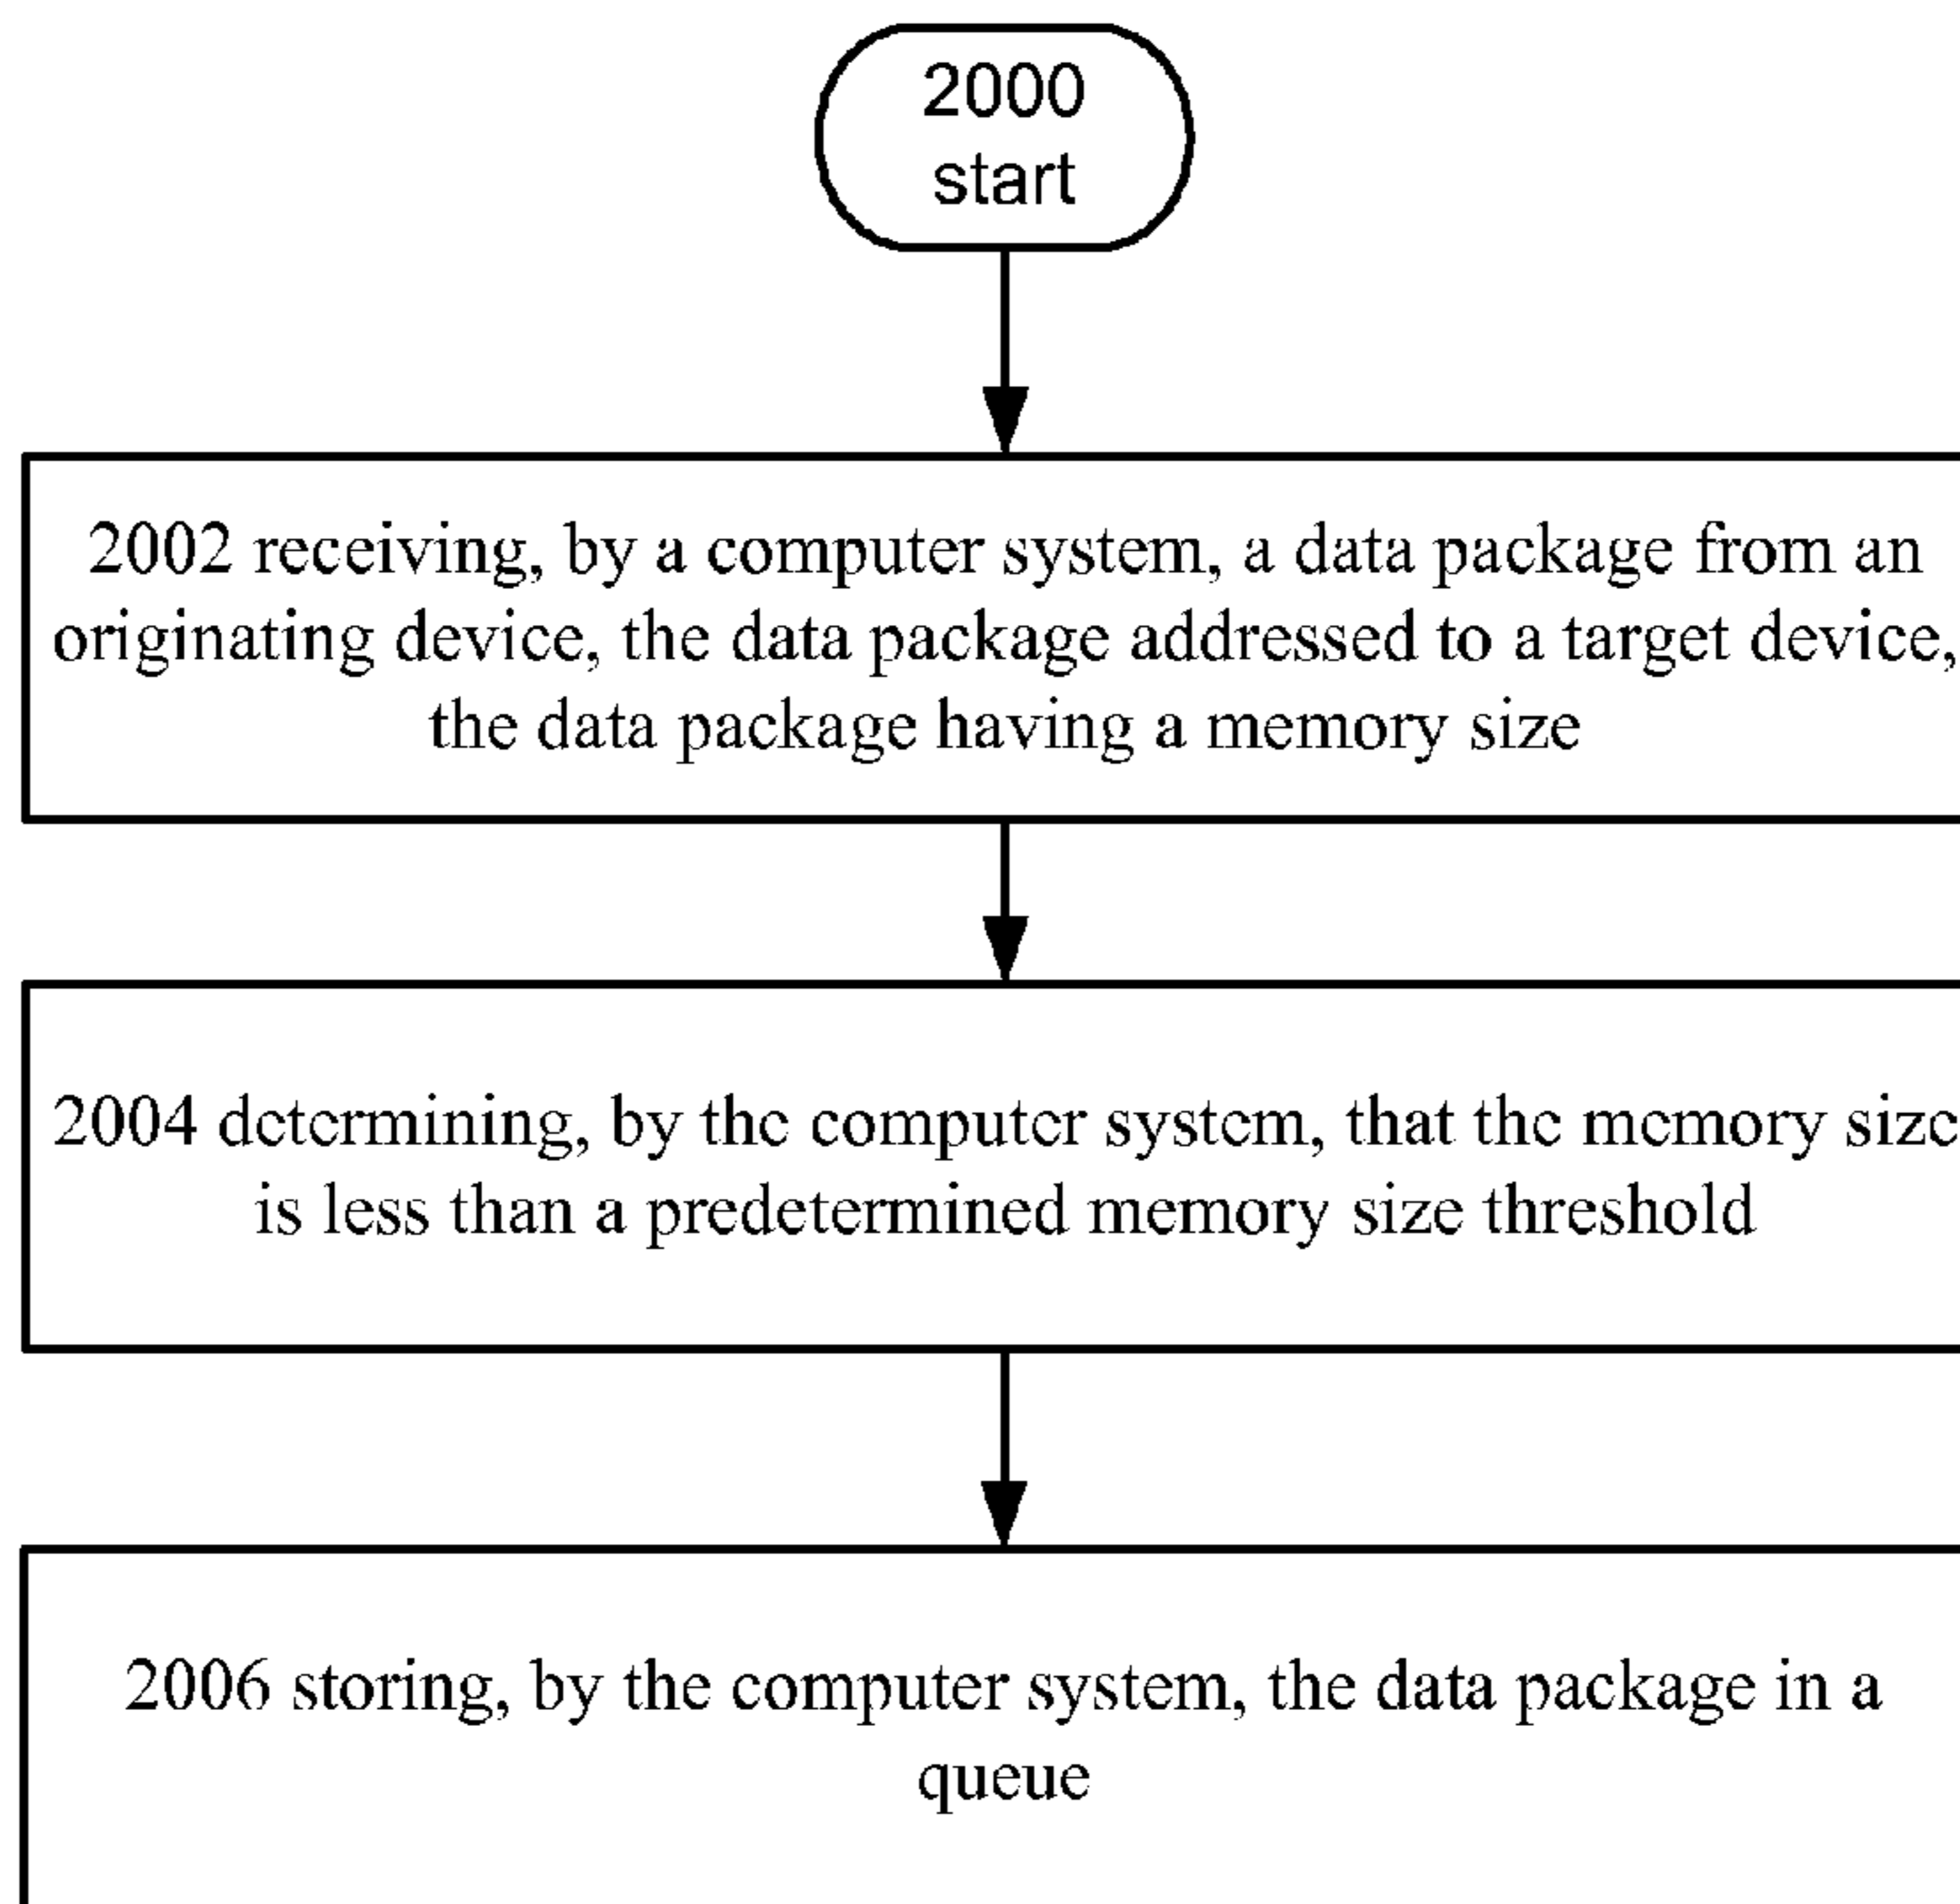 2000
start
2002 receiving, by a computer system, a data package from an
originating device, the data package addressed to a target device,
the data package having a memory size
2004 determining, by the computer system, that the memory size
is less than a predetermined memory size threshold
2006 storing, by the computer system, the data package in a
queue